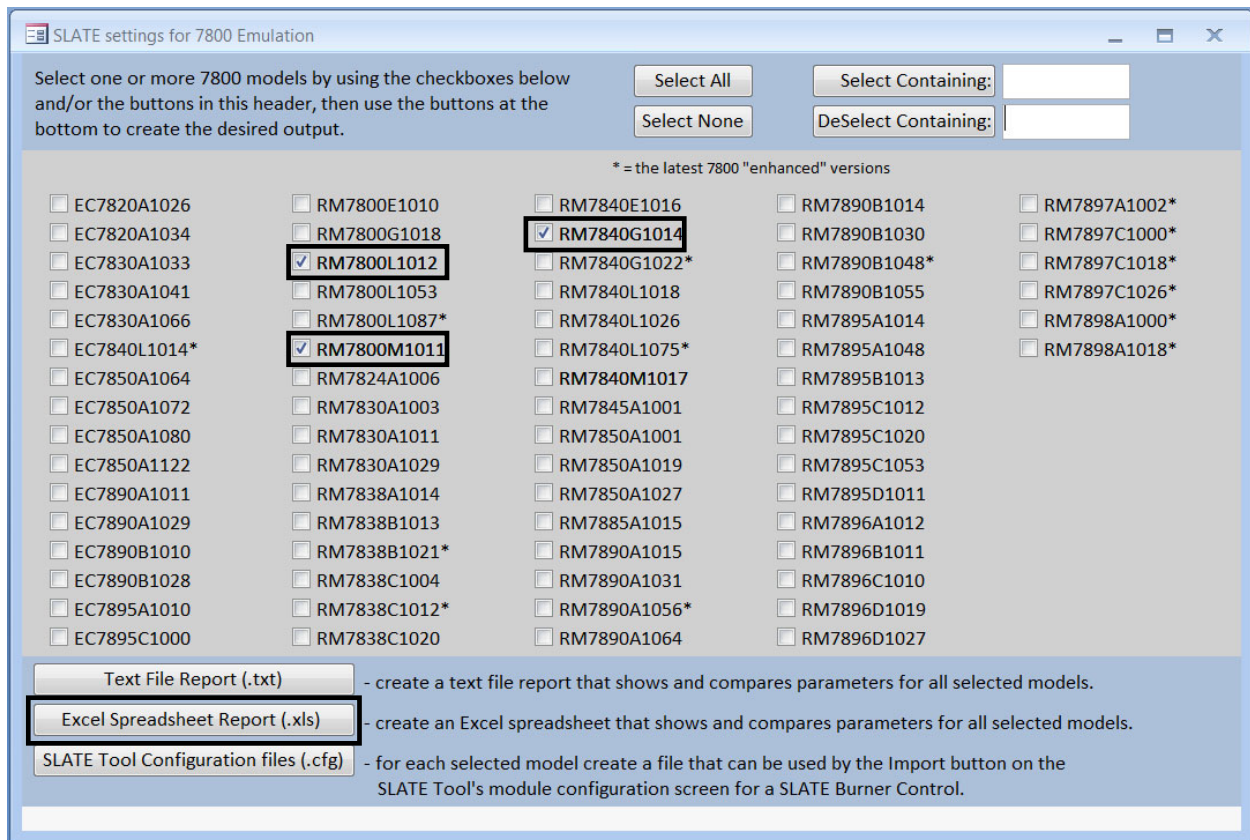 SLATE settings for 7800 Emulation
Select one or more 7800 models by using the checkboxes below
and/or the buttons in this header, then use the buttons at the
bottom to create the desired output.
Select All
Select Containing:
Select None
DeSelect Containing:
* = the latest 7800 "enhanced" versions
EC7820A1026 RM7800E1010 RM7840E1016 RM7890B1014 RM7897A1002*
EC7820A1034 RM7800G1018 RM7840G1014 RM7890B1030 RM7897C1000*
EC7830A1033 RM7800L1012 RM7840G1022* RM7890B1048* RM7897C1018*
EC7830A1041 RM7800L1053 RM7840L1018 RM7890B1055 RM7897C1026*
EC7830A1066 RM7800L1087* RM7840L1026 RM7895A1014 RM7898A1000*
EC7840L1014* RM7800M1011 RM7840L1075* RM7895A1048 RM7898A1018*
EC7850A1064 RM7824A1006 RM7840M1017 RM7895B1013
EC7850A1072 RM7830A1003 RM7845A1001 RM7895C1012
EC7850A1080 RM7830A1011 RM7850A1001 RM7895C1020
EC7850A1122 RM7830A1029 RM7850A1019 RM7895C1053
EC7890A1011 RM7838A1014 RM7850A1027 RM7895D1011
EC7890A1029 RM7838B1013 RM7885A1015 RM7896A1012
EC7890B1010 RM7838B1021* RM7890A1015 RM7896B1011
EC7890B1028 RM7838C1004 RM7890A1031 RM7896C1010
EC7895A1010 RM7838C1012* RM7890A1056* RM7896D1019
EC7895C1000 RM7838C1020 RM7890A1064 RM7896D1027
Text File Report (.txt) - create a text file report that shows and compares parameters for all selected models.
Excel Spreadsheet Report (.xls) - create an Excel spreadsheet that shows and compares parameters for all selected models.
SLATE Tool Configuration files (.cfg) - for each selected model create a file that can be used by the Import button on the
SLATE Tool's module configuration screen for a SLATE Burner Control.